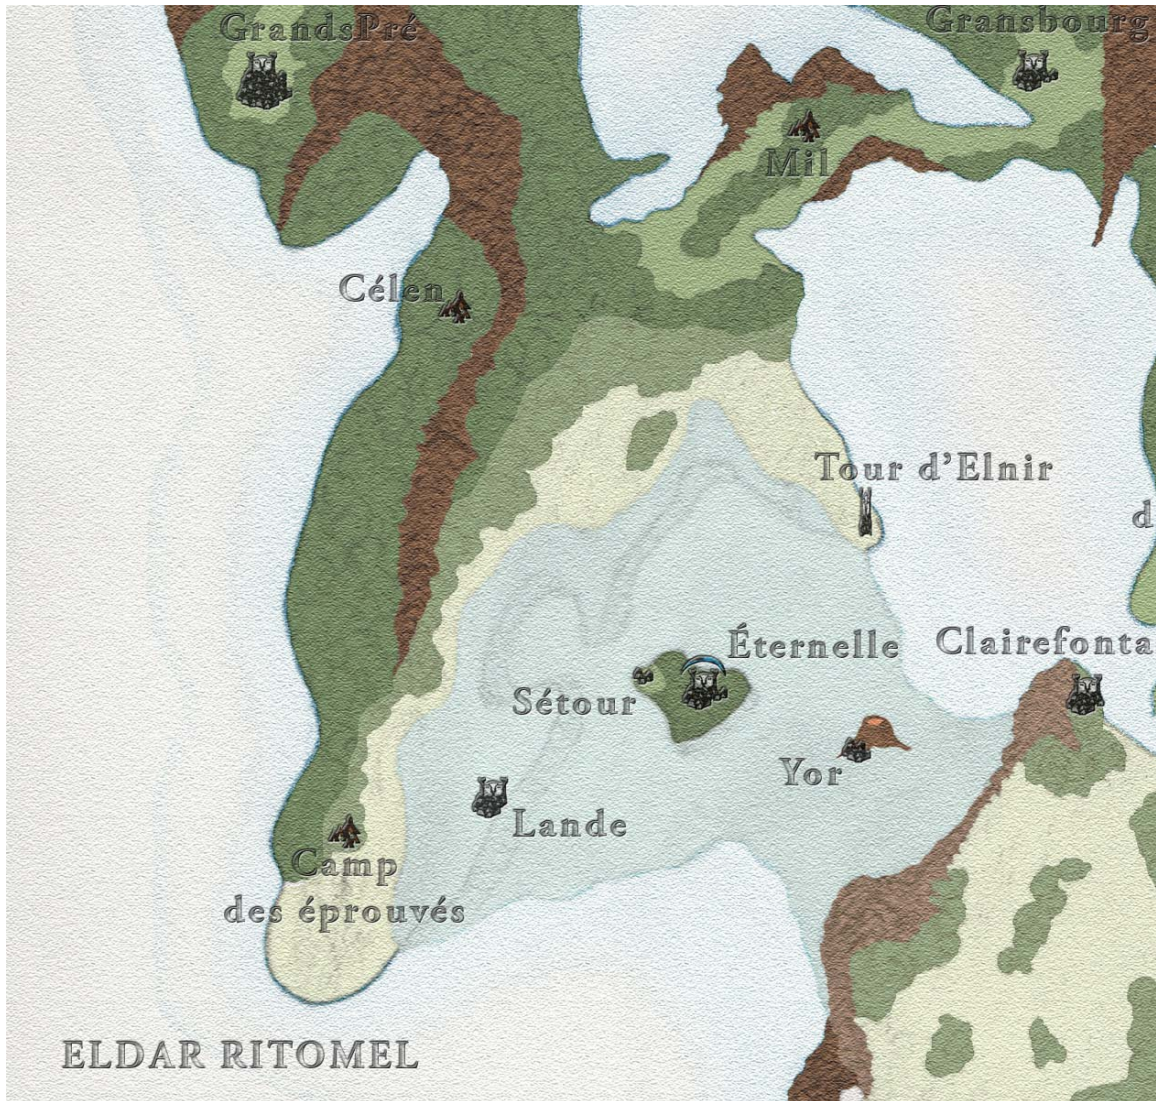 GrandsPré
Gransbourg
Mil
Célen
Tour d'Elnir
d
Éternelle
Clairefonta
Sétour
Yor
Lande
Camp
des éprouvés
ELDAR RITOMEL